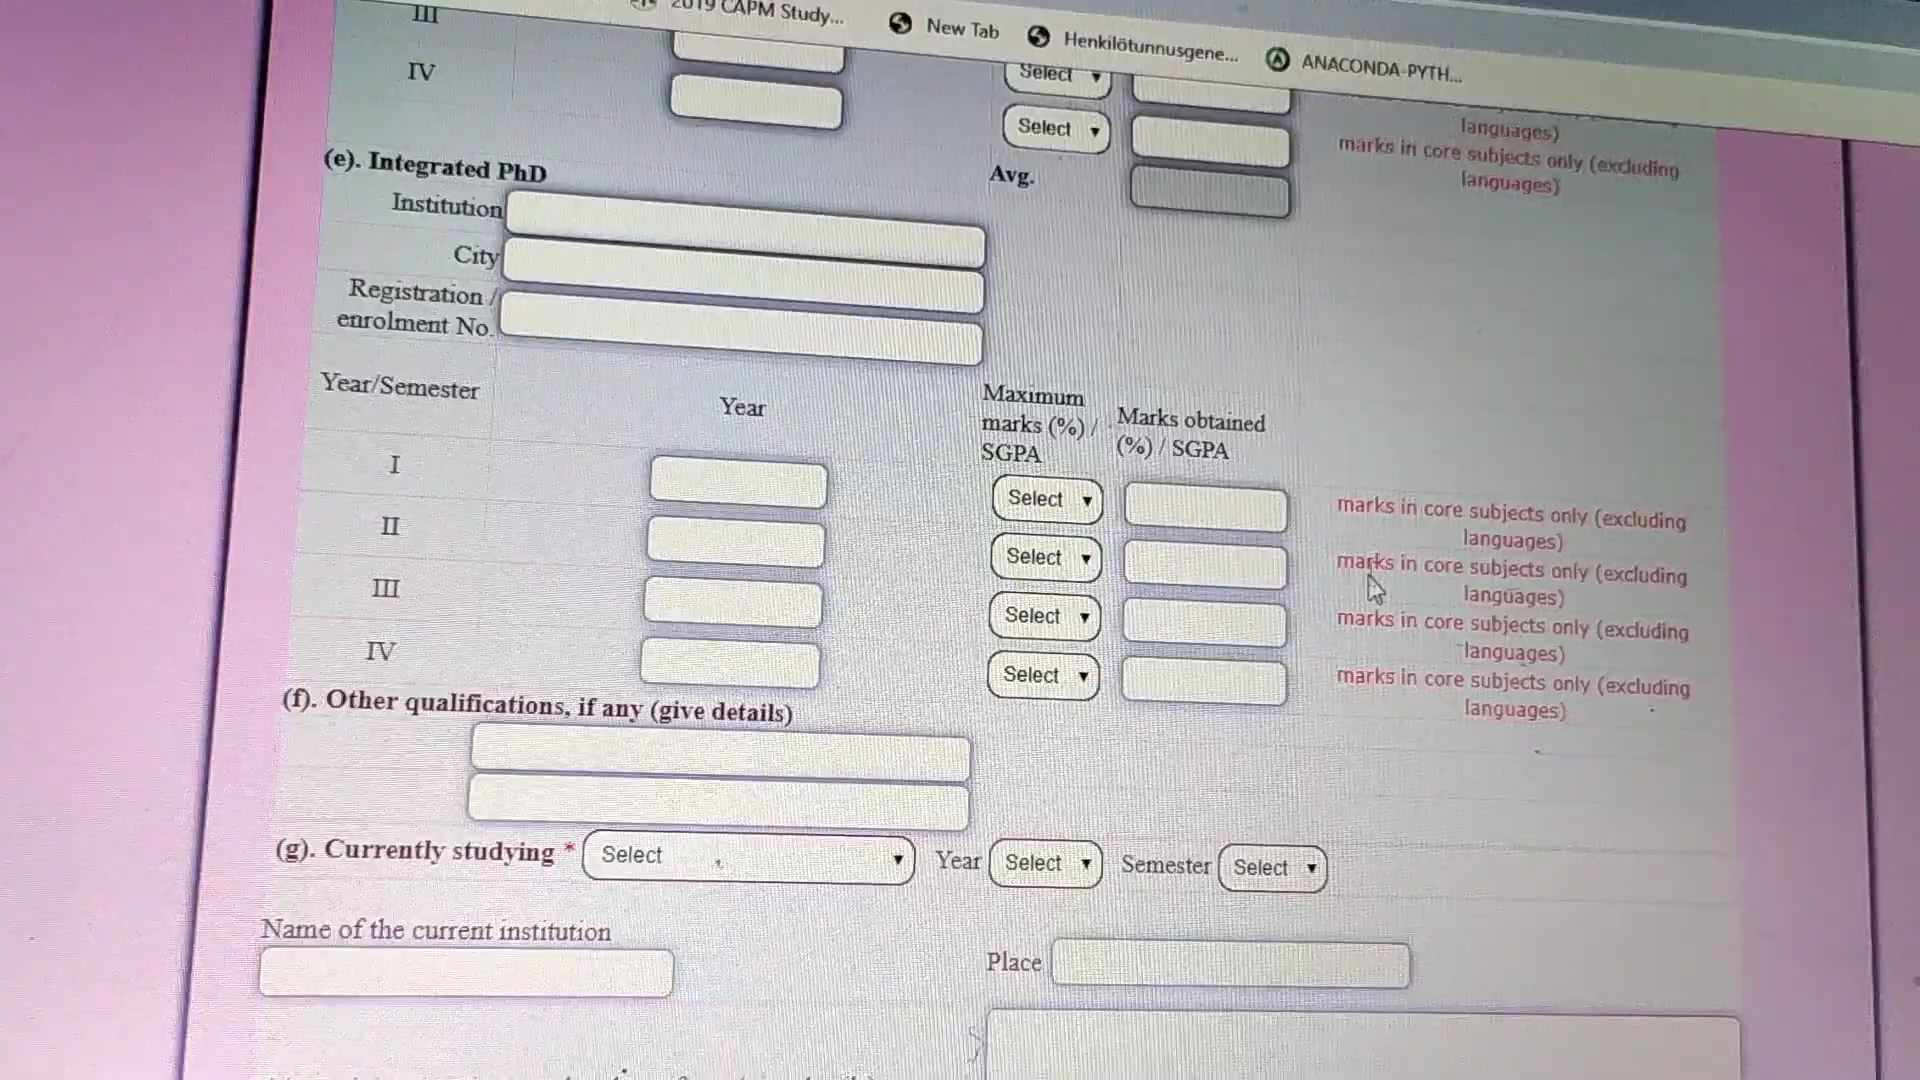 2019 CAPM Study...
New Tab
Henkilötunnusgene...
ANACONDA-PYTH...
III
Select
IV
Select
languages)
marks in core subjects only (excluding
languages)
Avg.
(e). Integrated PhD
Institution
City
Registration /
enrolment No.
Year/Semester
Year
Maximum
marks (%) /
SGPA
Marks obtained
(%) / SGPA
I
Select
marks in core subjects only (excluding
languages)
II
Select
marks in core subjects only (excluding
languages)
III
Select
marks in core subjects only (excluding
languages)
IV
Select
marks in core subjects only (excluding
languages)
(f). Other qualifications, if any (give details)
(g). Currently studying * Select Year Select Semester Select
Name of the current institution
Place